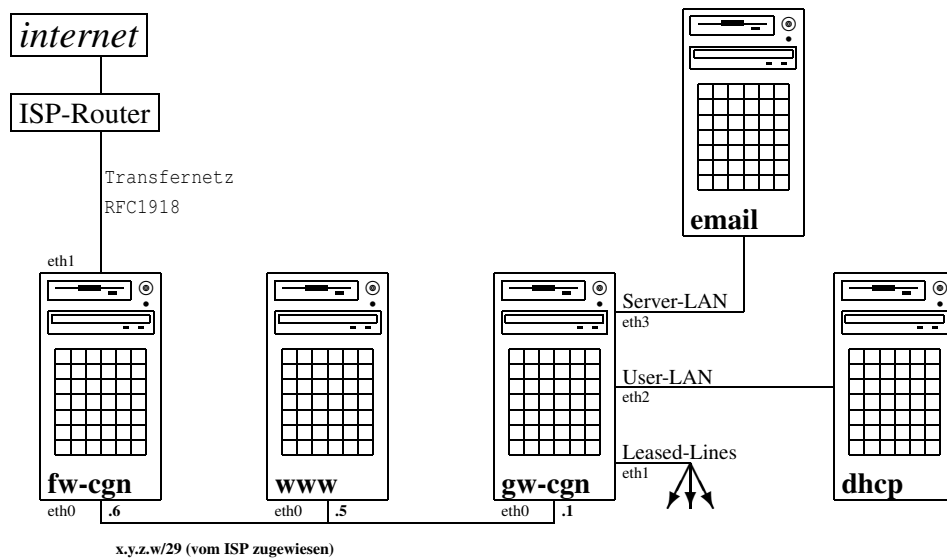 internet
ISP-Router
Transfernetz
RFC1918
email
eth1
Server-LAN
eth3
User-LAN
eth2
Leased-Lines
eth1
fw-cgn
www
gw-cgn
dhcp
eth0 .6
eth0 .5
eth0 .1
x.y.z.w/29 (vom ISP zugewiesen)